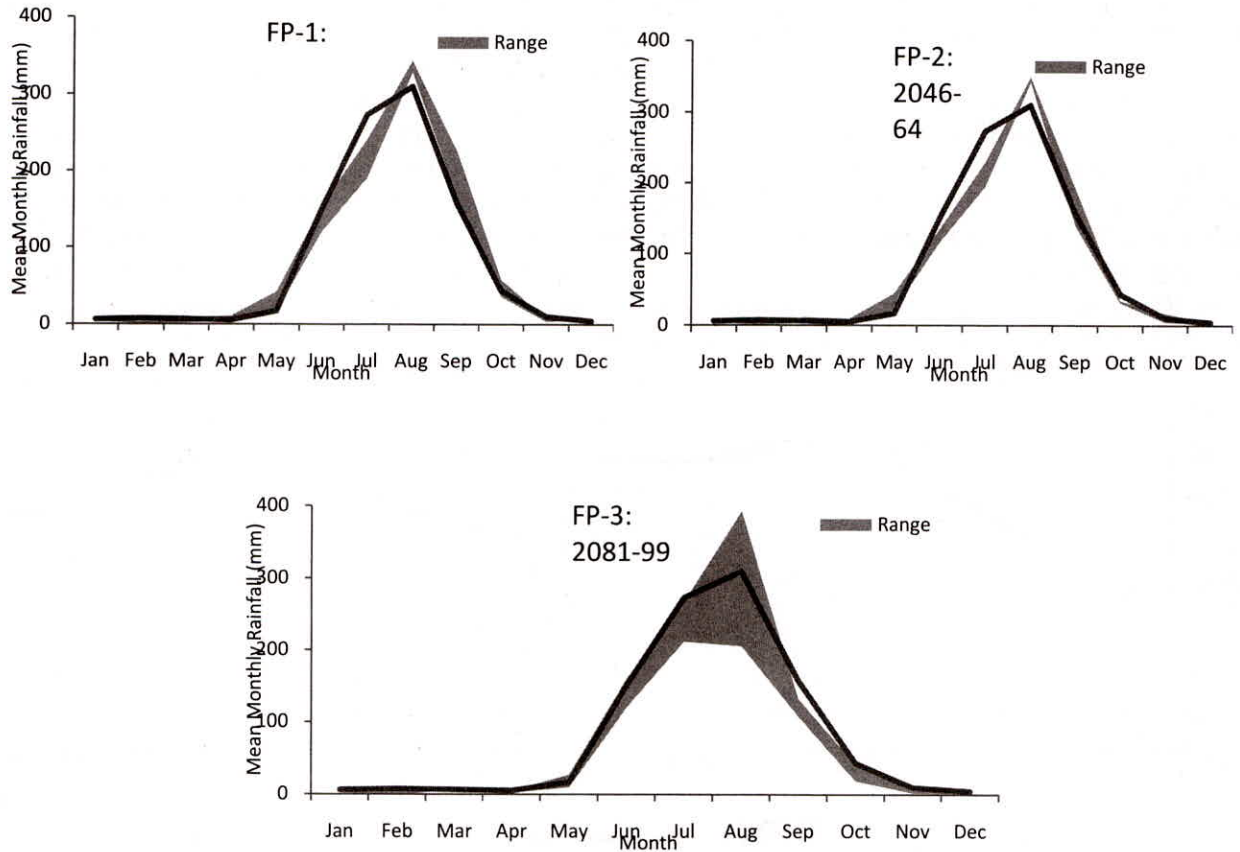 FP-1:
Range
Mean Monthly Rainfall (mm)
400
300
200
100
0
Jan Feb Mar Apr May Jun Jul Aug Sep Oct Nov Dec
Month
FP-2:
2046-
64
Range
Mean Monthly Rainfall (mm)
400
300
200
100
0
Jan Feb Mar Apr May Jun Jul Aug Sep Oct Nov Dec
Month
FP-3:
2081-99
Range
Mean Monthly Rainfall (mm)
400
300
200
100
0
Jan Feb Mar Apr May Jun Jul Aug Sep Oct Nov Dec
Month